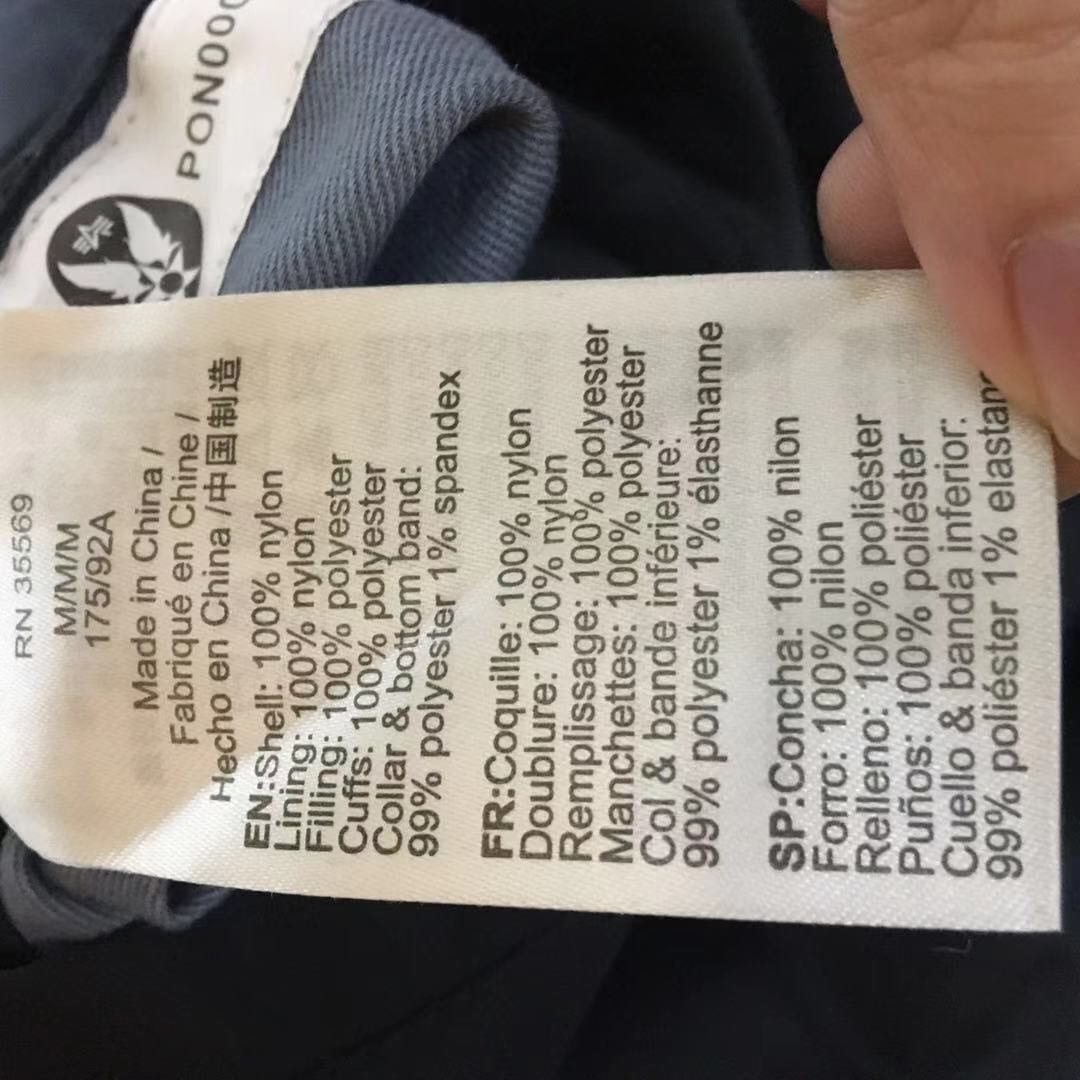 PON000
RN 35569
M/M/M
175/92A
Made in China /
Fabriqué en Chine /
Hecho en China /中国制造
EN:Shell: 100% nylon
Lining: 100% nylon
Filling: 100% polyester
Cuffs: 100% polyester
Collar & bottom band:
99% polyester 1% spandex
FR:Coquille: 100% nylon
Doublure: 100% nylon
Remplissage: 100% polyester
Manchettes: 100% polyester
Col & bande inférieure:
99% polyester 1% élasthanne
SP:Concha: 100% nilon
Forro: 100% nilon
Relleno: 100% poliéster
Puños: 100% poliéster
Cuello & banda inferior:
99% poliéster 1%